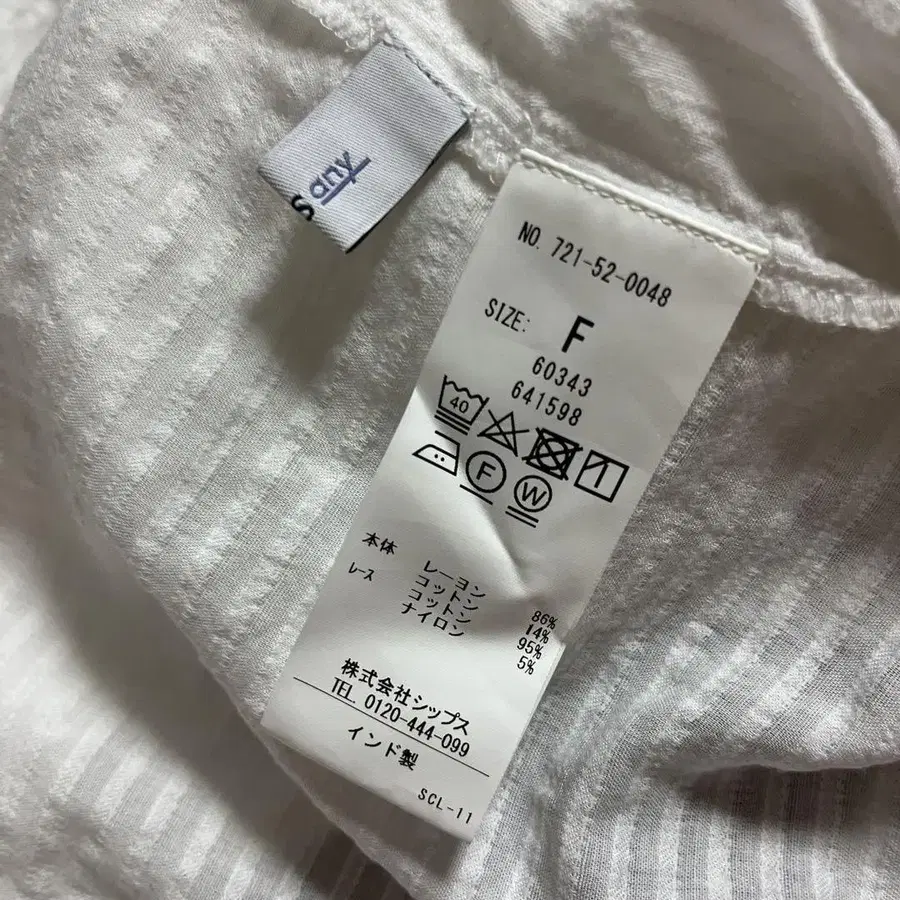 any
S
NO. 721-52-0048
SIZE: F
60343
641598
40
F W
本体 レーヨン 86%
コットン 14%
レース コットン 95%
ナイロン 5%
株式会社シップス
TEL. 0120-444-099
インド製
SCL-11